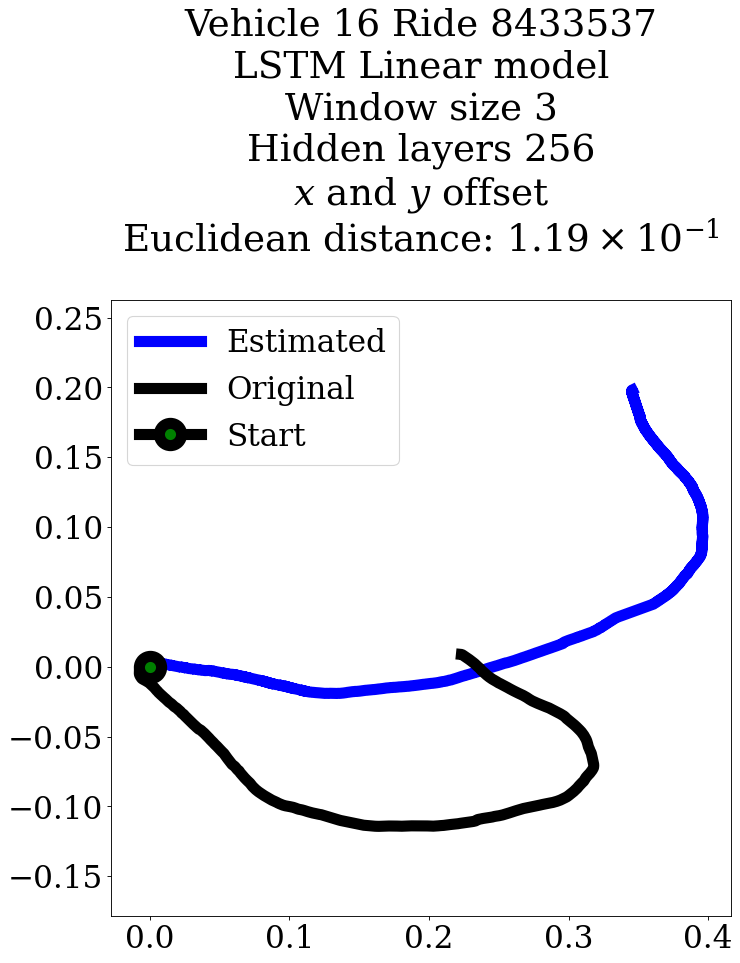 Vehicle 16 Ride 8433537
LSTM Linear model
Window size 3
Hidden layers 256
x and y offset
Euclidean distance: 1.19 × 10⁻¹
Estimated
Original
Start
0.25
0.20
0.15
0.10
0.05
0.00
−0.05
−0.10
−0.15
0.0 0.1 0.2 0.3 0.4